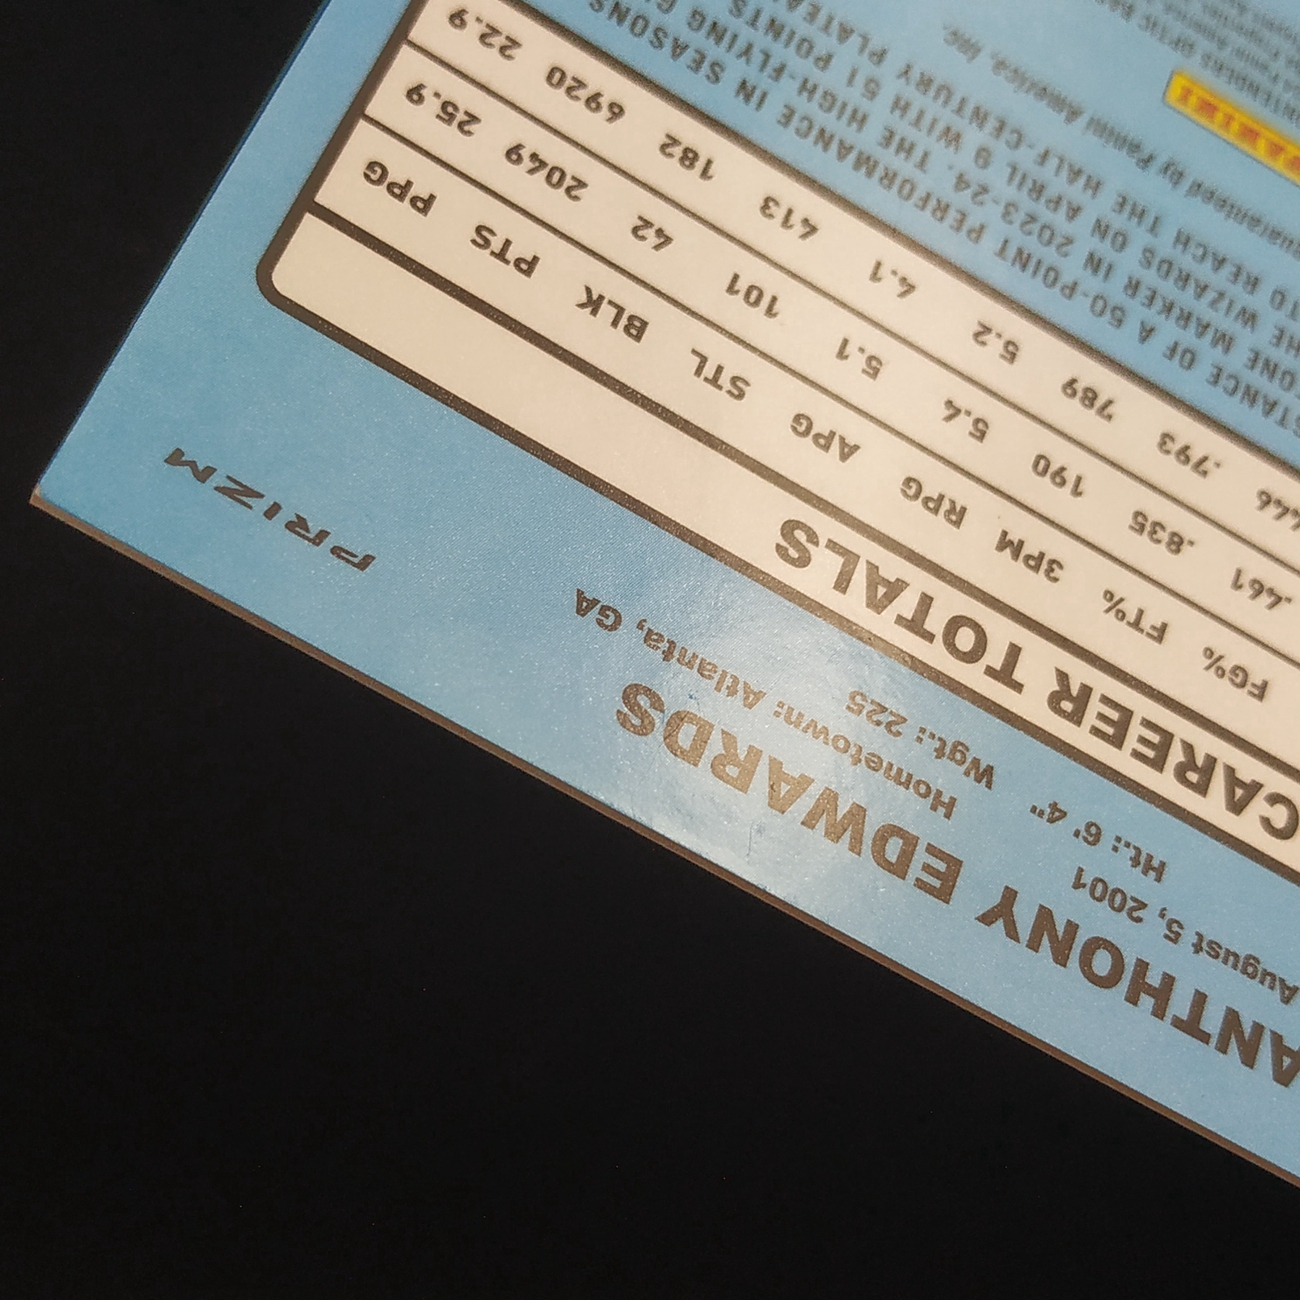 ANTHONY EDWARDS
August 5, 2001 Hometown: Atlanta, GA
Ht.: 6' 4" Wgt.: 225
PRIZM
CAREER TOTALS
FG% FT% 3PM RPG APG STL BLK PTS PPG
.461 .835 190 5.4 5.1 101 42 2049 25.9
446 .793 789 5.2 4.1 413 182 6920 22.9
STANCE OF A 50-POINT PERFORMANCE IN SEASONS
ONE MARKER IN 2023-24. THE HIGH-FLYING G
HE WIZARDS ON APRIL 9 WITH 51 POINTS
TO REACH THE HALF-CENTURY PLATEA
guaranteed by Panini America, Inc.
PANINI